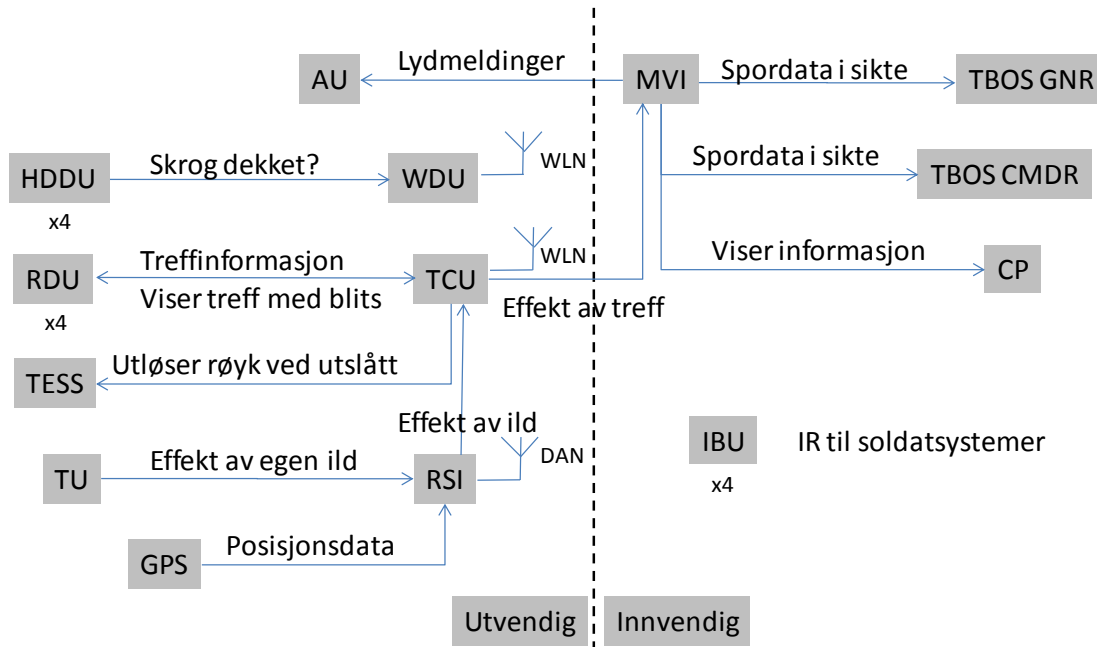 Lydmeldinger
AU
MVI
Spordata i sikte
TBOS GNR
HDDU
x4
Skrog dekket?
WDU
WLN
Spordata i sikte
TBOS CMDR
RDU
x4
Treffinformasjon
Viser treff med blits
TCU
WLN
Effekt av treff
Viser informasjon
CP
TESS
Utløser røyk ved utslått
Effekt av ild
TU
Effekt av egen ild
RSI
DAN
IBU
x4
IR til soldatsystemer
GPS
Posisjonsdata
Utvendig
Innvendig